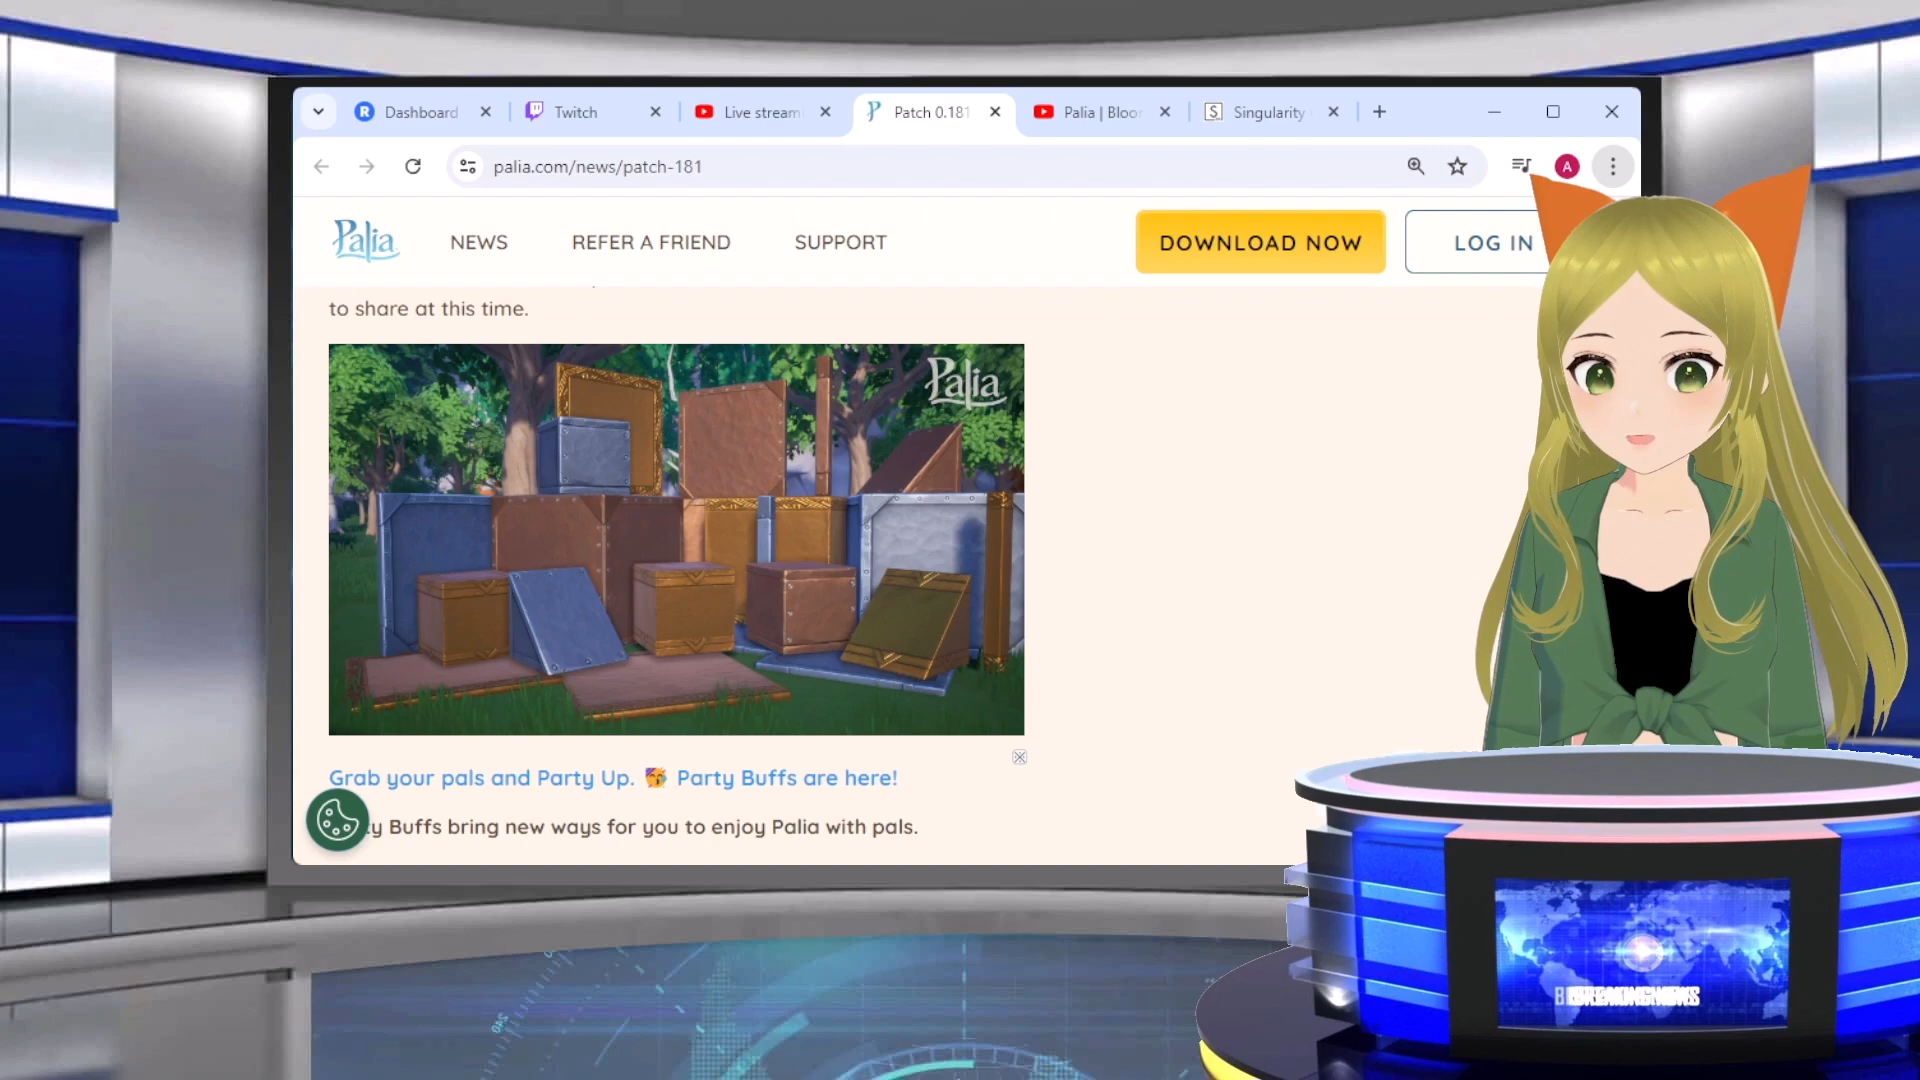 Dashboard
Twitch
Live stream
Patch 0.181
Palia | Bloor
Singularity
palia.com/news/patch-181
A
Palia
NEWS
REFER A FRIEND
SUPPORT
DOWNLOAD NOW
LOG IN
to share at this time.
Palia
Grab your pals and Party Up. 🥳 Party Buffs are here!
Buffs bring new ways for you to enjoy Palia with pals.